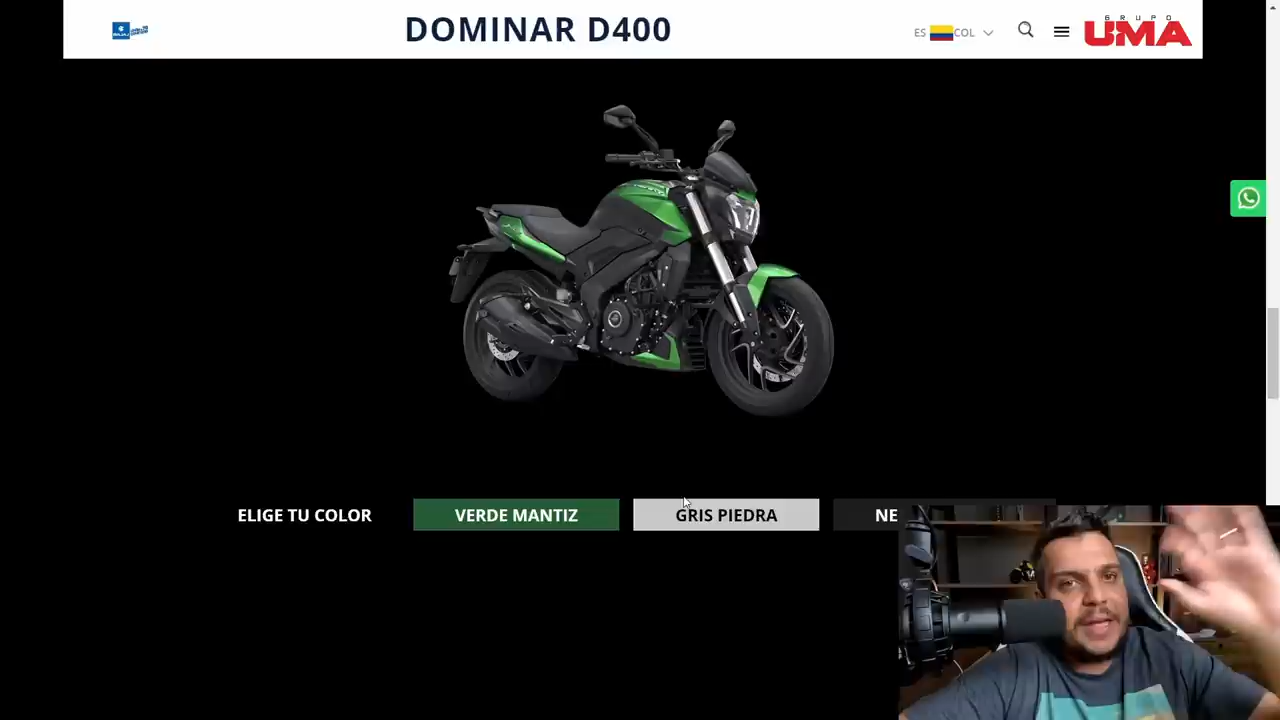 DOMINAR D400
ES COL
GRUPO
UMA
ELIGE TU COLOR
VERDE MANTIZ
GRIS PIEDRA
NE